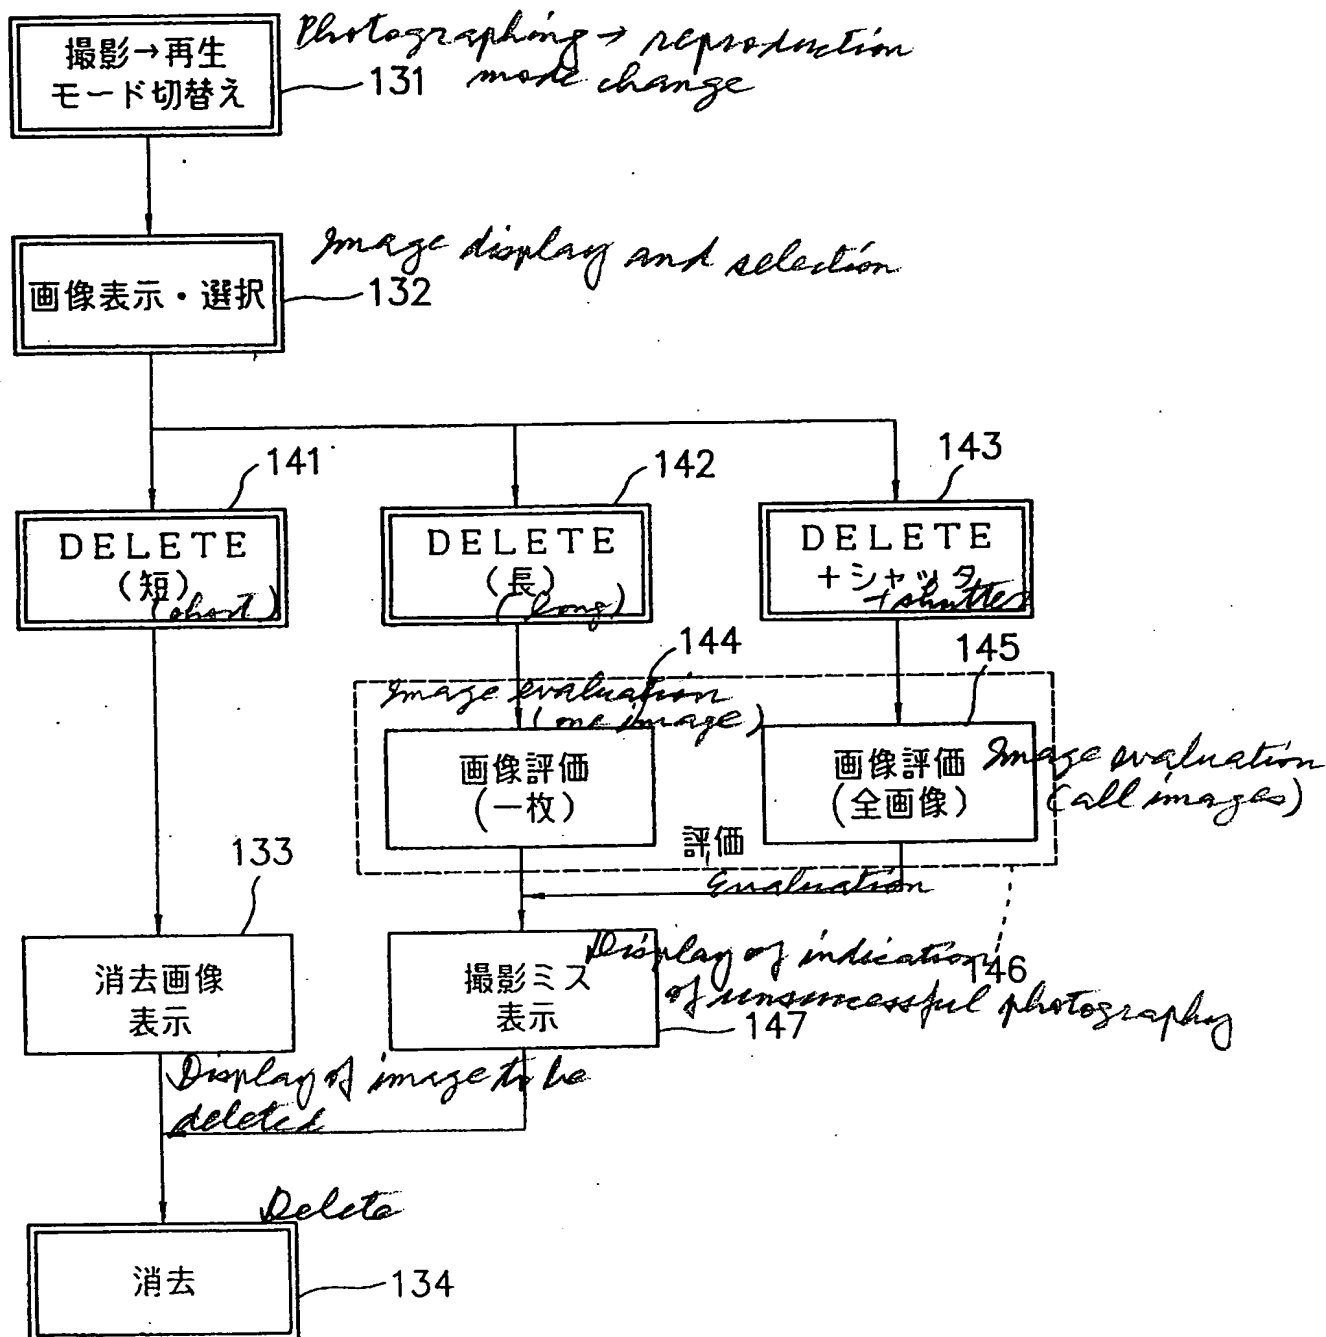 撮影→再生
モード切替え
131
Photographing → reproduction
mode change
画像表示・選択
132
Image display and selection
141
142
143
DELETE
(短)
(short)
DELETE
(長)
(long)
DELETE
+シャッタ
+shutter
144
145
Image evaluation
(one image)
画像評価
(一枚)
画像評価
(全画像)
Image evaluation
(all images)
評価
Evaluation
133
146
消去画像
表示
Display of image to be
deleted
撮影ミス
表示
147
Display of indication
of unsuccessful photography
Delete
消去
134